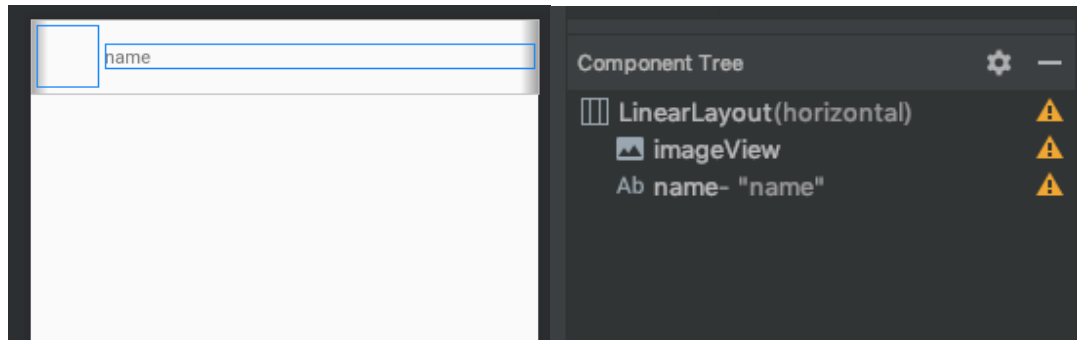 name
Component Tree
LinearLayout(horizontal)
imageView
Ab name- "name"